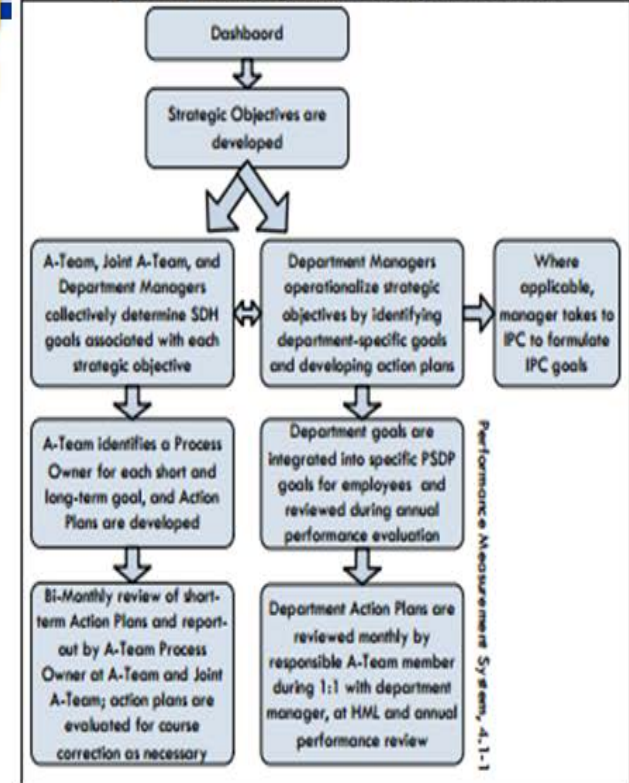 Dashbaord
Strategic Objectives are
developed
A-Team, Joint A-Team, and
Department Managers
collectively determine SDH
goals associated with each
strategic objective
Department Managers
operationalize strategic
objectives by identifying
department-specific goals
and developing action plans
Where
applicable,
manager takes to
IPC to formulate
IPC goals
A-Team identifies a Process
Owner for each short and
long-term goal, and Action
Plans are developed
Department goals are
integrated into specific PSDP
goals for employees and
reviewed during annual
performance evaluation
Bi-Monthly review of short-
term Action Plans and report-
out by A-Team Process
Owner at A-Team and Joint
A-Team; action plans are
evaluated for course
correction as necessary
Department Action Plans are
reviewed monthly by
responsible A-Team member
during 1:1 with department
manager, at HML and annual
performance review
Performance Measurement System, 4.1-1